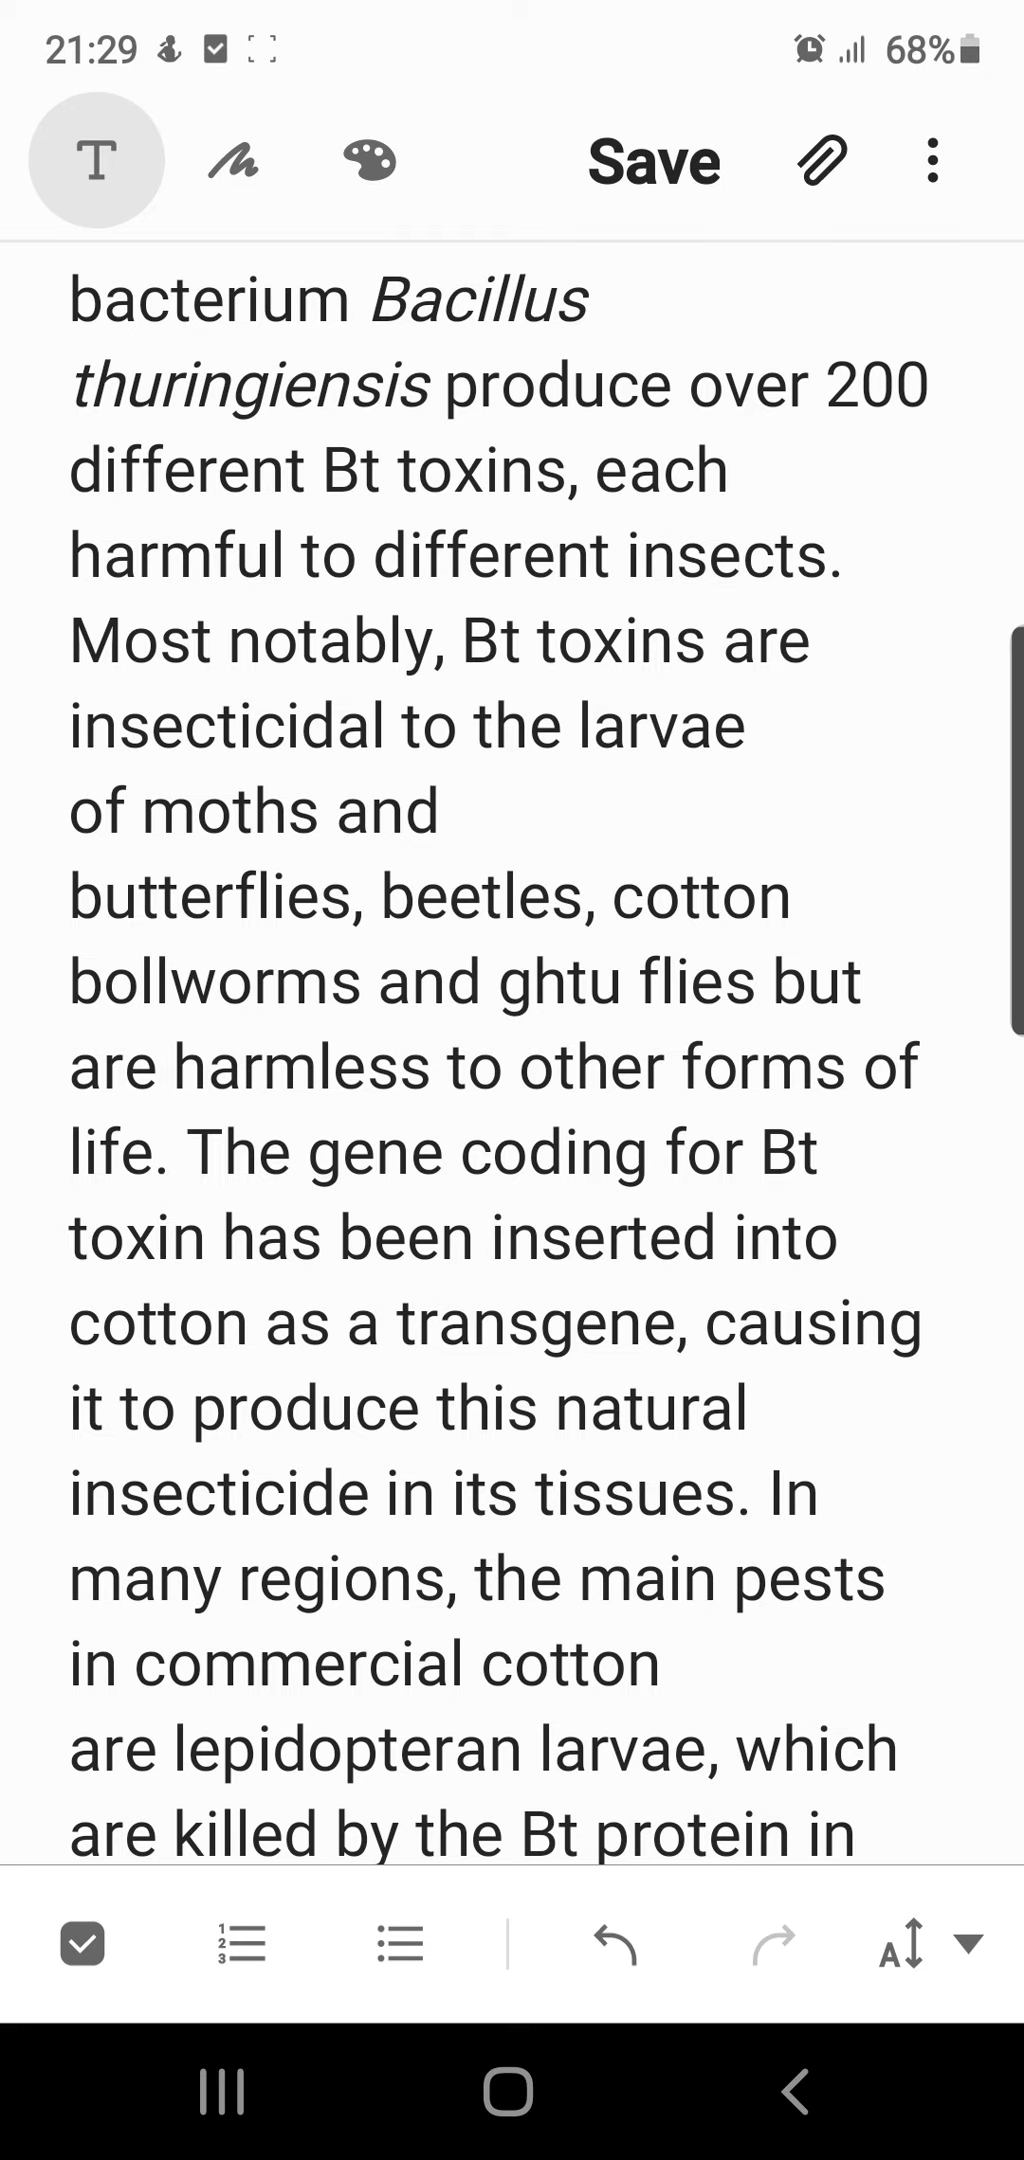 21:29
68%
T
Save
bacterium Bacillus
thuringiensis produce over 200
different Bt toxins, each
harmful to different insects.
Most notably, Bt toxins are
insecticidal to the larvae
of moths and
butterflies, beetles, cotton
bollworms and ghtu flies but
are harmless to other forms of
life. The gene coding for Bt
toxin has been inserted into
cotton as a transgene, causing
it to produce this natural
insecticide in its tissues. In
many regions, the main pests
in commercial cotton
are lepidopteran larvae, which
are killed by the Bt protein in
1
2
3
A